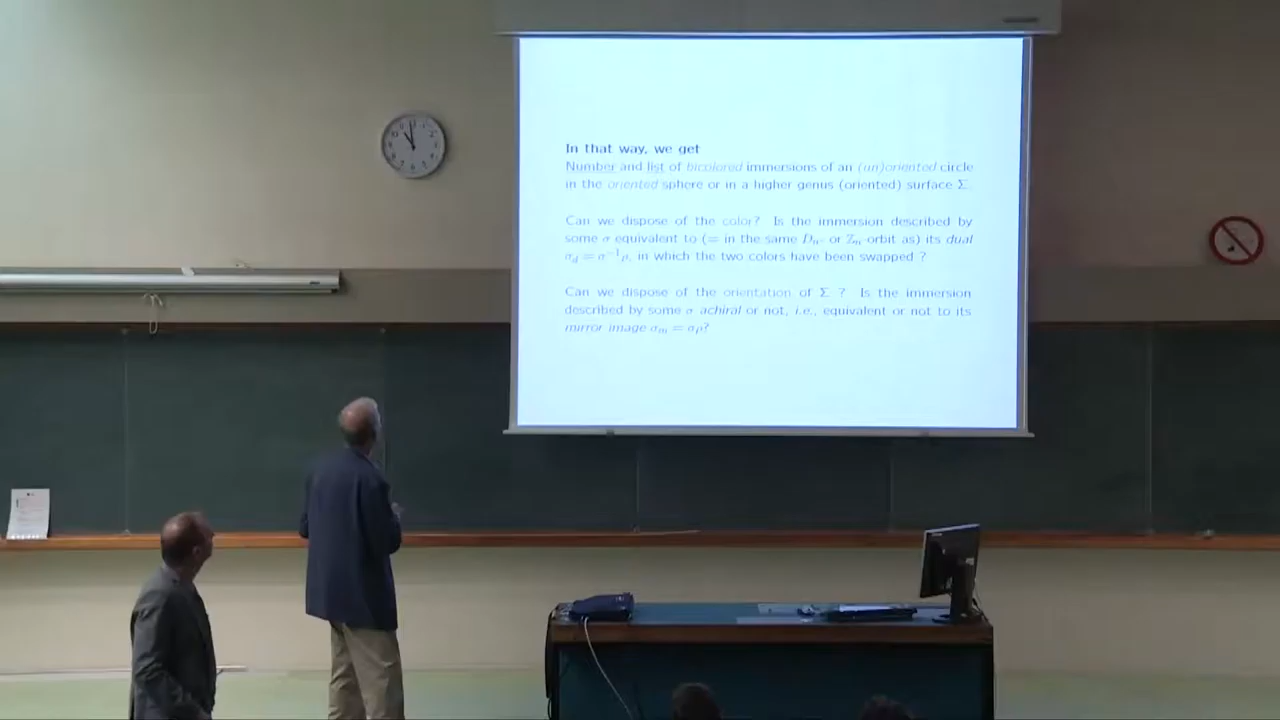 In that way, we get
Number and list of bicolored immersions of an (un)oriented circle
in the oriented sphere or in a higher genus (oriented) surface Σ.
Can we dispose of the color? Is the immersion described by
some σ equivalent to (= in the same Dₙ- or ℤₙ orbit as) its dual
σ_d = σ⁻¹ρ, in which the two colors have been swapped ?
Can we dispose of the orientation of Σ ? Is the immersion
described by some σ achiral or not, i.e., equivalent or not to its
mirror image σₘ = σρ?